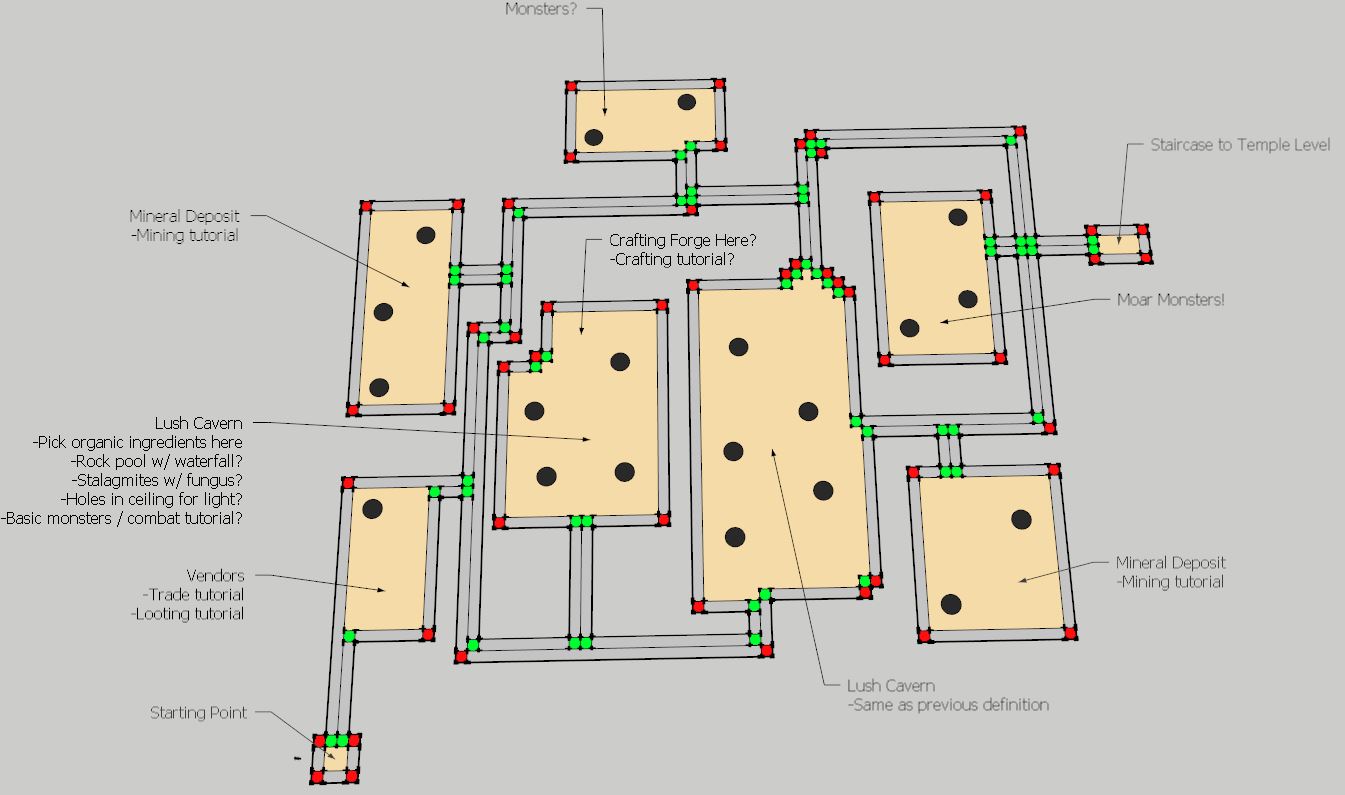 Monsters?
Staircase to Temple Level
Mineral Deposit
-Mining tutorial
Crafting Forge Here?
-Crafting tutorial?
Moar Monsters!
Lush Cavern
-Pick organic ingredients here
-Rock pool w/ waterfall?
-Stalagmites w/ fungus?
-Holes in ceiling for light?
-Basic monsters / combat tutorial?
Mineral Deposit
-Mining tutorial
Vendors
-Trade tutorial
-Looting tutorial
Lush Cavern
-Same as previous definition
Starting Point